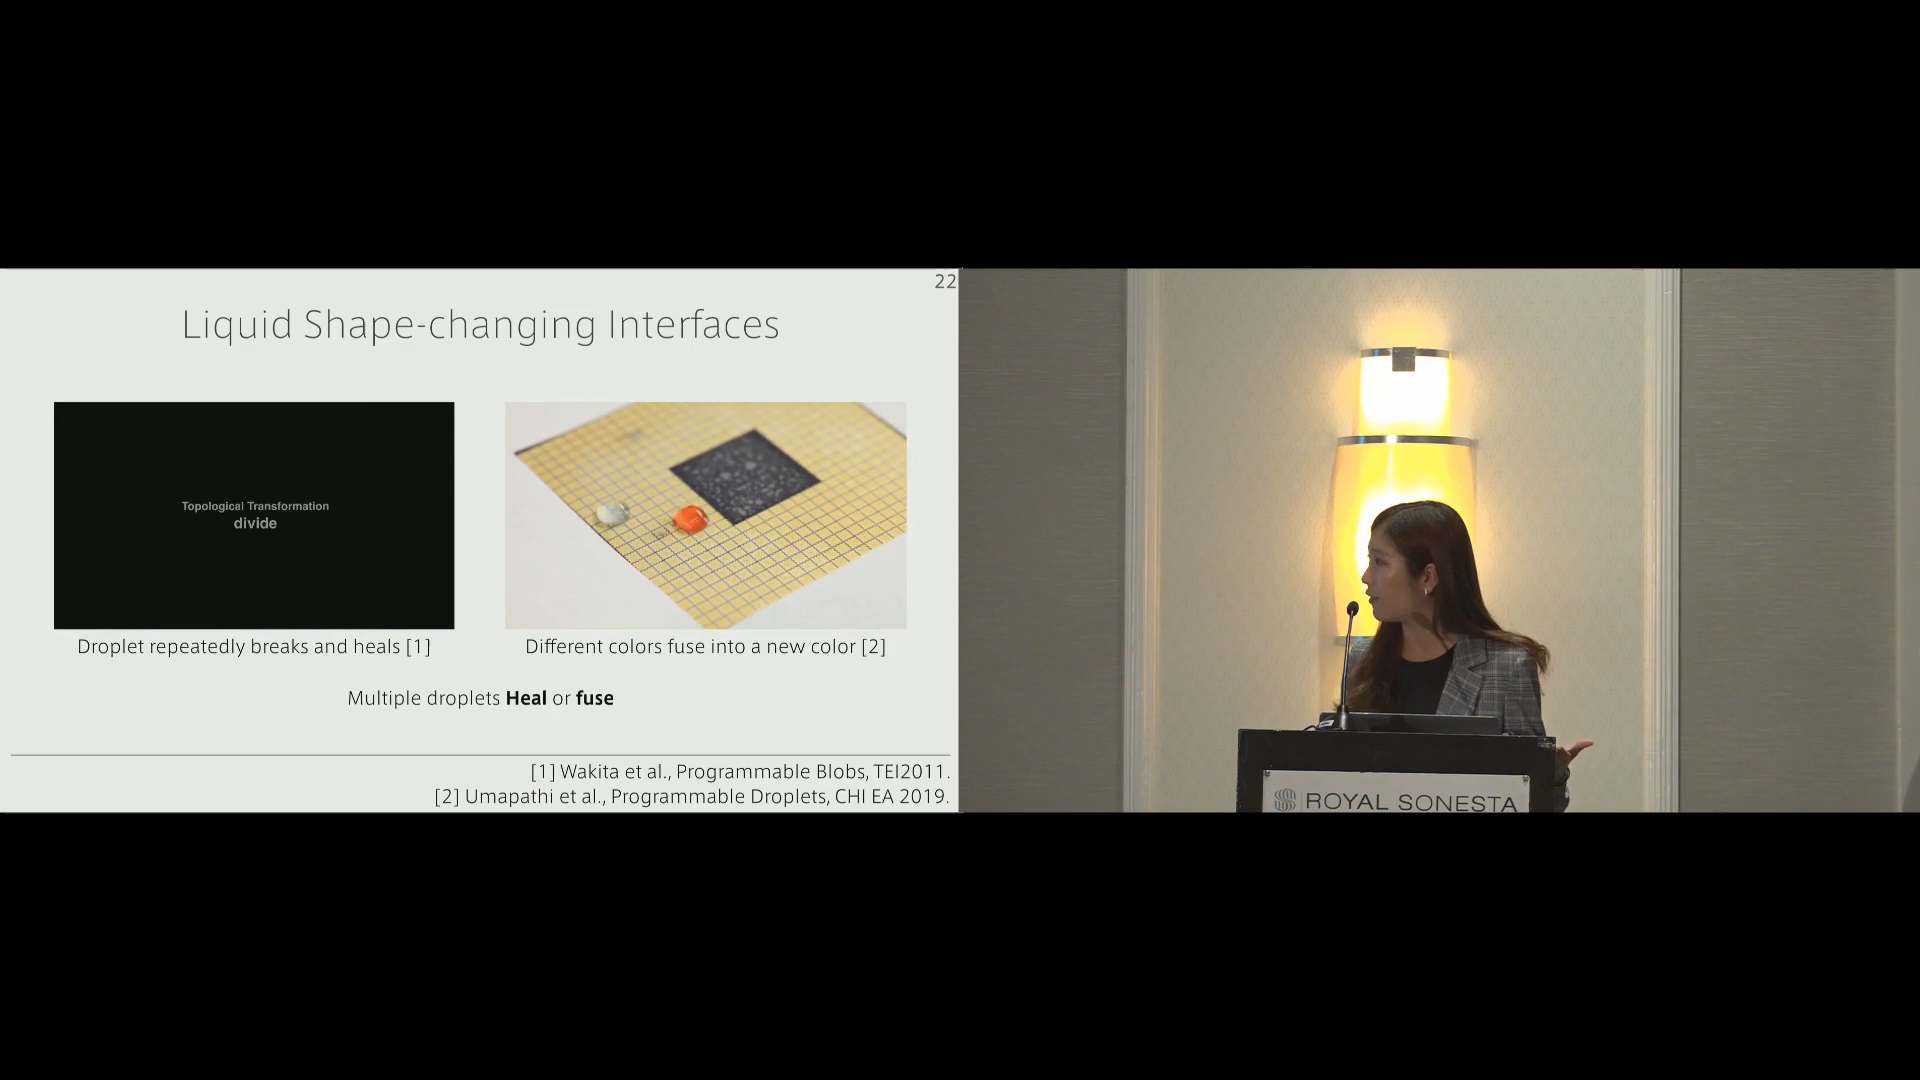 22
Liquid Shape-changing Interfaces
Topological Transformation
divide
Droplet repeatedly breaks and heals [1]
Different colors fuse into a new color [2]
Multiple droplets Heal or fuse
[1] Wakita et al., Programmable Blobs, TEI2011.
[2] Umapathi et al., Programmable Droplets, CHI EA 2019.
ROYAL SONESTA